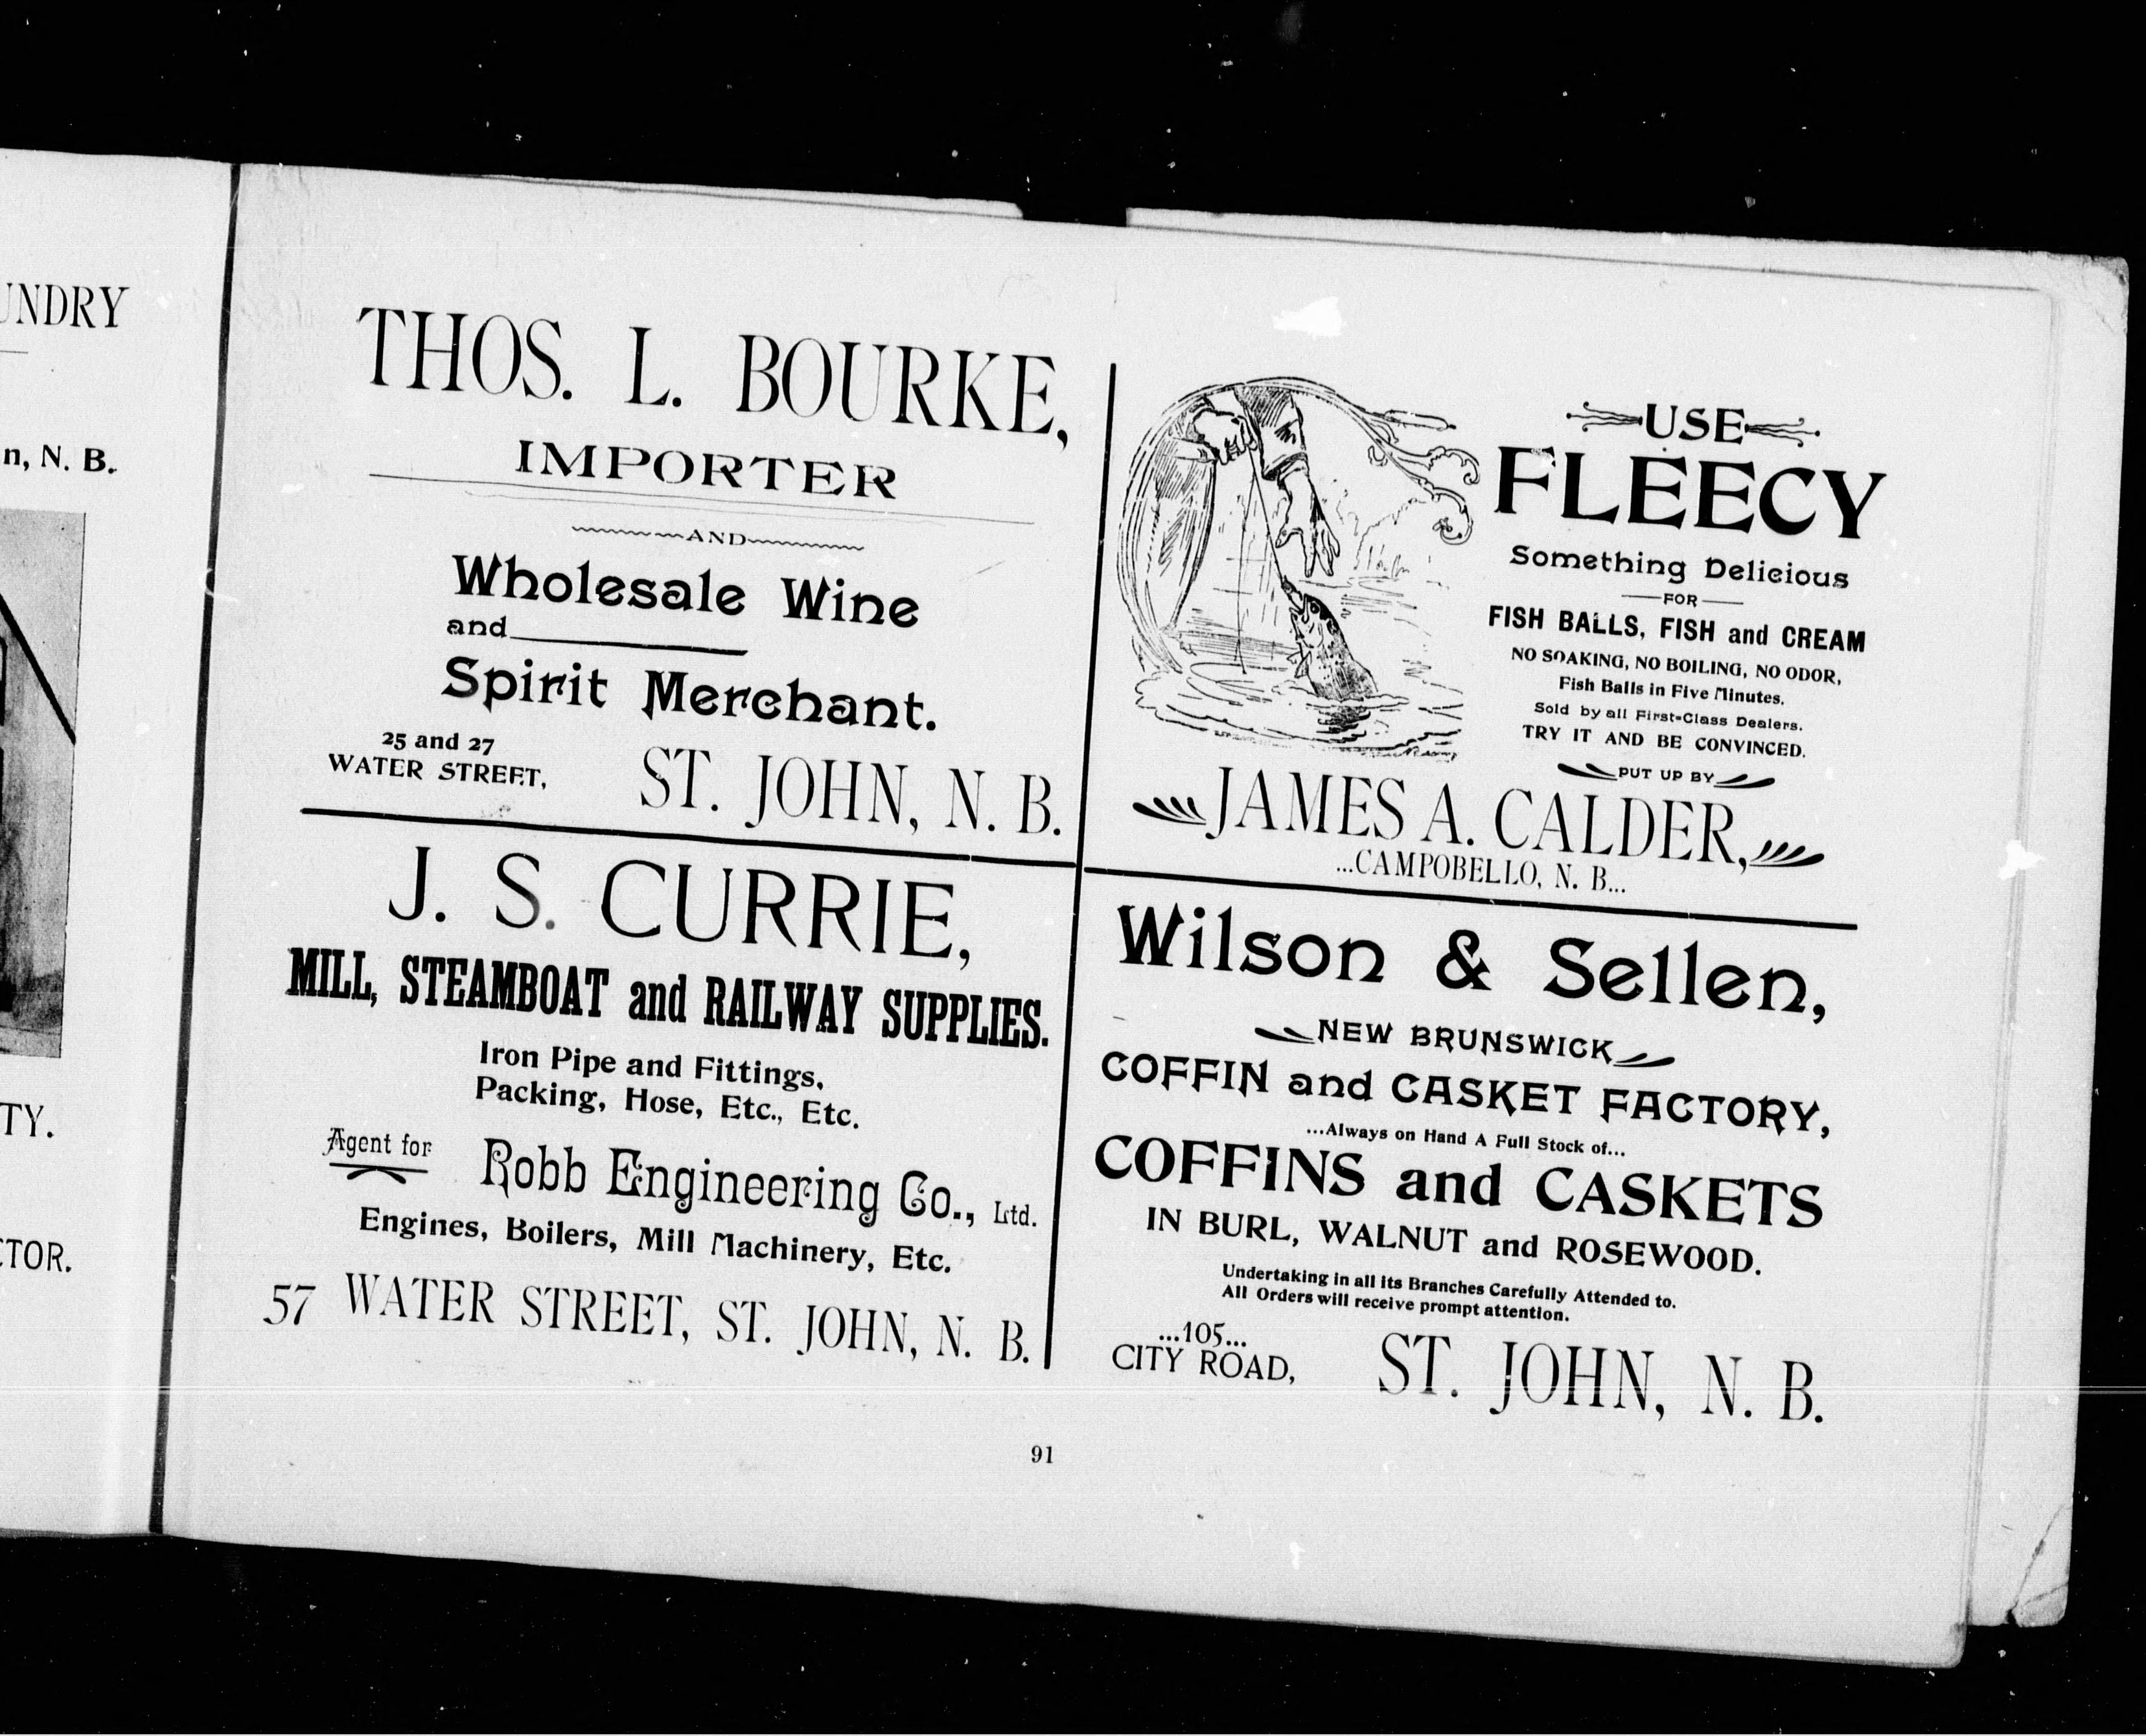 UNDRY
n, N. B.
TY.
TOR.
THOS. L. BOURKE,
IMPORTER
AND
Wholesale Wine
and
Spirit Merchant.
25 and 27
WATER STREET,
ST. JOHN, N. B.
USE
FLEECY
Something Delicious
FOR
FISH BALLS, FISH and CREAM
NO SOAKING, NO BOILING, NO ODOR,
Fish Balls in Five Minutes.
Sold by all First-Class Dealers.
TRY IT AND BE CONVINCED.
PUT UP BY
JAMES A. CALDER,
...CAMPOBELLO, N. B...
J. S. CURRIE,
MILL, STEAMBOAT and RAILWAY SUPPLIES.
Iron Pipe and Fittings,
Packing, Hose, Etc., Etc.
Agent for Robb Engineering Co., Ltd.
Engines, Boilers, Mill Machinery, Etc.
57 WATER STREET, ST. JOHN, N. B.
Wilson & Sellen,
NEW BRUNSWICK
COFFIN and CASKET FACTORY,
...Always on Hand A Full Stock of...
COFFINS and CASKETS
IN BURL, WALNUT and ROSEWOOD.
Undertaking in all its Branches Carefully Attended to.
All Orders will receive prompt attention.
...105...
CITY ROAD,
ST. JOHN, N. B.
91